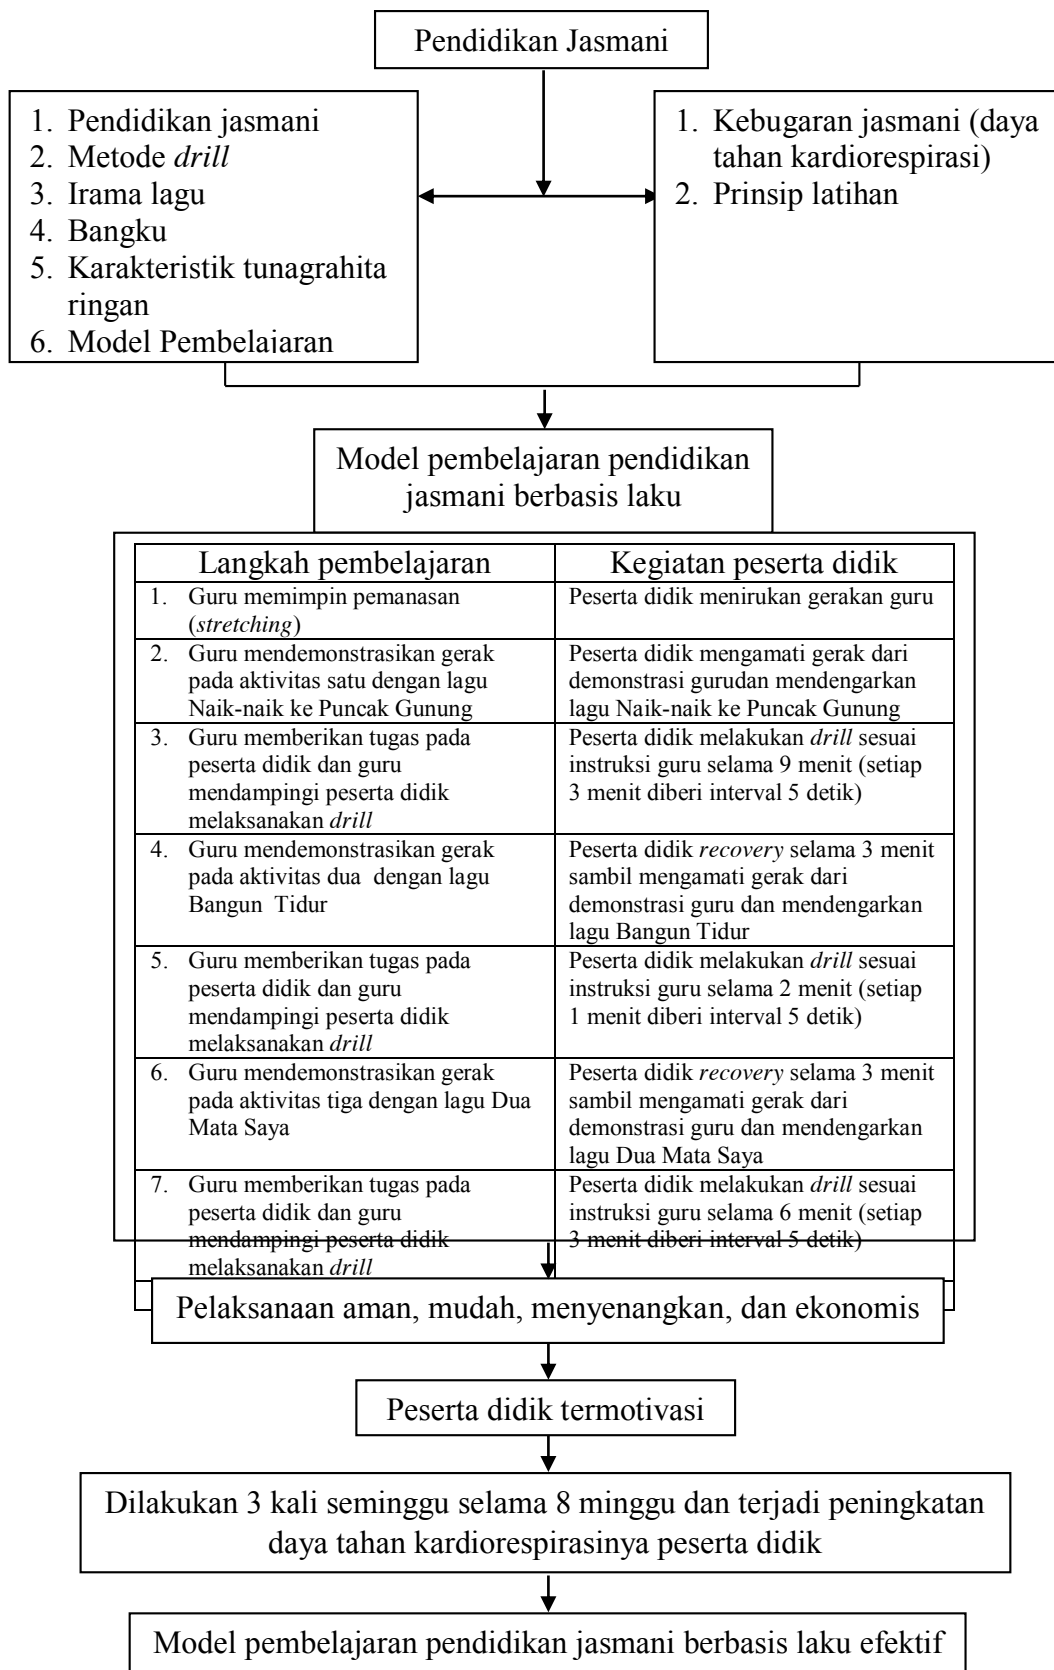 Pendidikan Jasmani
1. Pendidikan jasmani
2. Metode drill
3. Irama lagu
4. Bangku
5. Karakteristik tunagrahita
ringan
6. Model Pembelajaran
1. Kebugaran jasmani (daya
tahan kardiorespirasi)
2. Prinsip latihan
Model pembelajaran pendidikan
jasmani berbasis laku
Langkah pembelajaran
Kegiatan peserta didik
1. Guru memimpin pemanasan
(stretching)
Peserta didik menirukan gerakan guru
2. Guru mendemonstrasikan gerak
pada aktivitas satu dengan lagu
Naik-naik ke Puncak Gunung
Peserta didik mengamati gerak dari
demonstrasi gurudan mendengarkan
lagu Naik-naik ke Puncak Gunung
3. Guru memberikan tugas pada
peserta didik dan guru
mendampingi peserta didik
melaksanakan drill
Peserta didik melakukan drill sesuai
instruksi guru selama 9 menit (setiap
3 menit diberi interval 5 detik)
4. Guru mendemonstrasikan gerak
pada aktivitas dua dengan lagu
Bangun Tidur
Peserta didik recovery selama 3 menit
sambil mengamati gerak dari
demonstrasi guru dan mendengarkan
lagu Bangun Tidur
5. Guru memberikan tugas pada
peserta didik dan guru
mendampingi peserta didik
melaksanakan drill
Peserta didik melakukan drill sesuai
instruksi guru selama 2 menit (setiap
1 menit diberi interval 5 detik)
6. Guru mendemonstrasikan gerak
pada aktivitas tiga dengan lagu Dua
Mata Saya
Peserta didik recovery selama 3 menit
sambil mengamati gerak dari
demonstrasi guru dan mendengarkan
lagu Dua Mata Saya
7. Guru memberikan tugas pada
peserta didik dan guru
mendampingi peserta didik
melaksanakan drill
Peserta didik melakukan drill sesuai
instruksi guru selama 6 menit (setiap
3 menit diberi interval 5 detik)
Pelaksanaan aman, mudah, menyenangkan, dan ekonomis
Peserta didik termotivasi
Dilakukan 3 kali seminggu selama 8 minggu dan terjadi peningkatan
daya tahan kardiorespirasinya peserta didik
Model pembelajaran pendidikan jasmani berbasis laku efektif